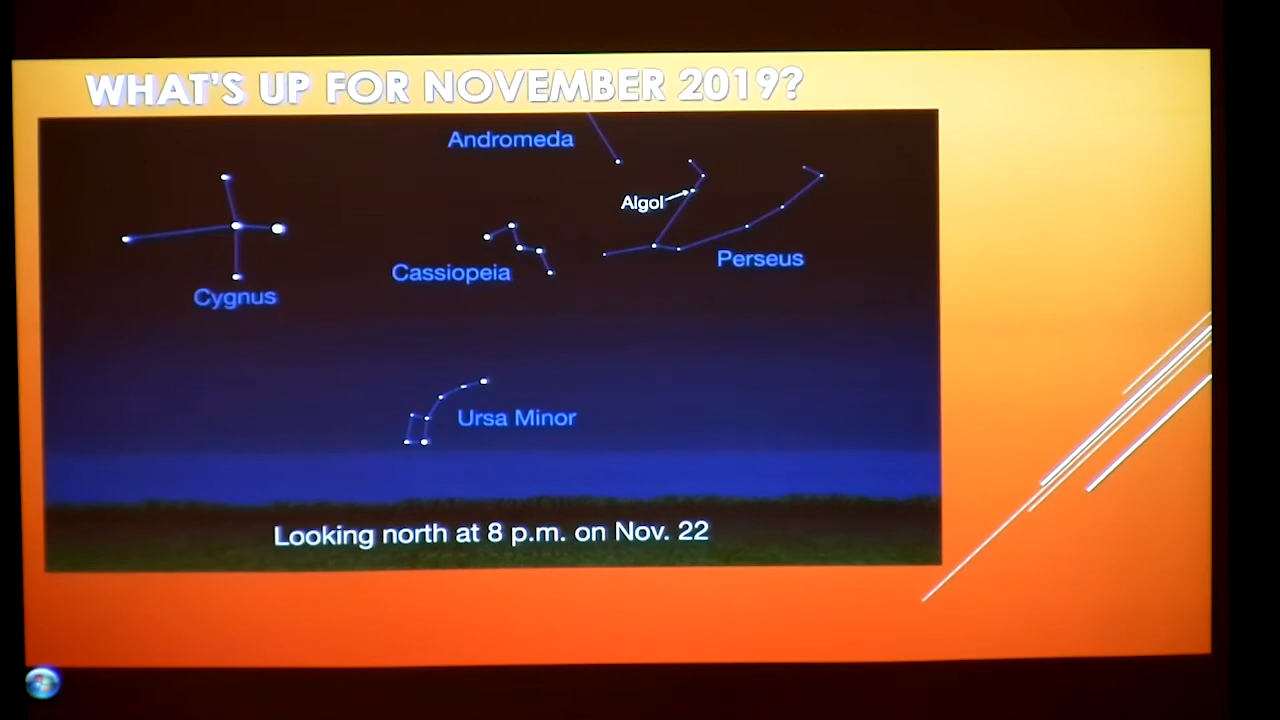 WHAT'S UP FOR NOVEMBER 2019?
Andromeda
Algol
Perseus
Cassiopeia
Cygnus
Ursa Minor
Looking north at 8 p.m. on Nov. 22